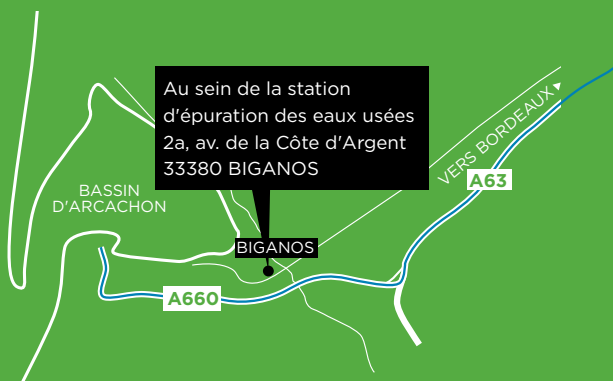 Au sein de la station
d'épuration des eaux usées
2a, av. de la Côte d'Argent
33380 BIGANOS
VERS BORDEAUX
A63
BASSIN
D'ARCACHON
BIGANOS
A660